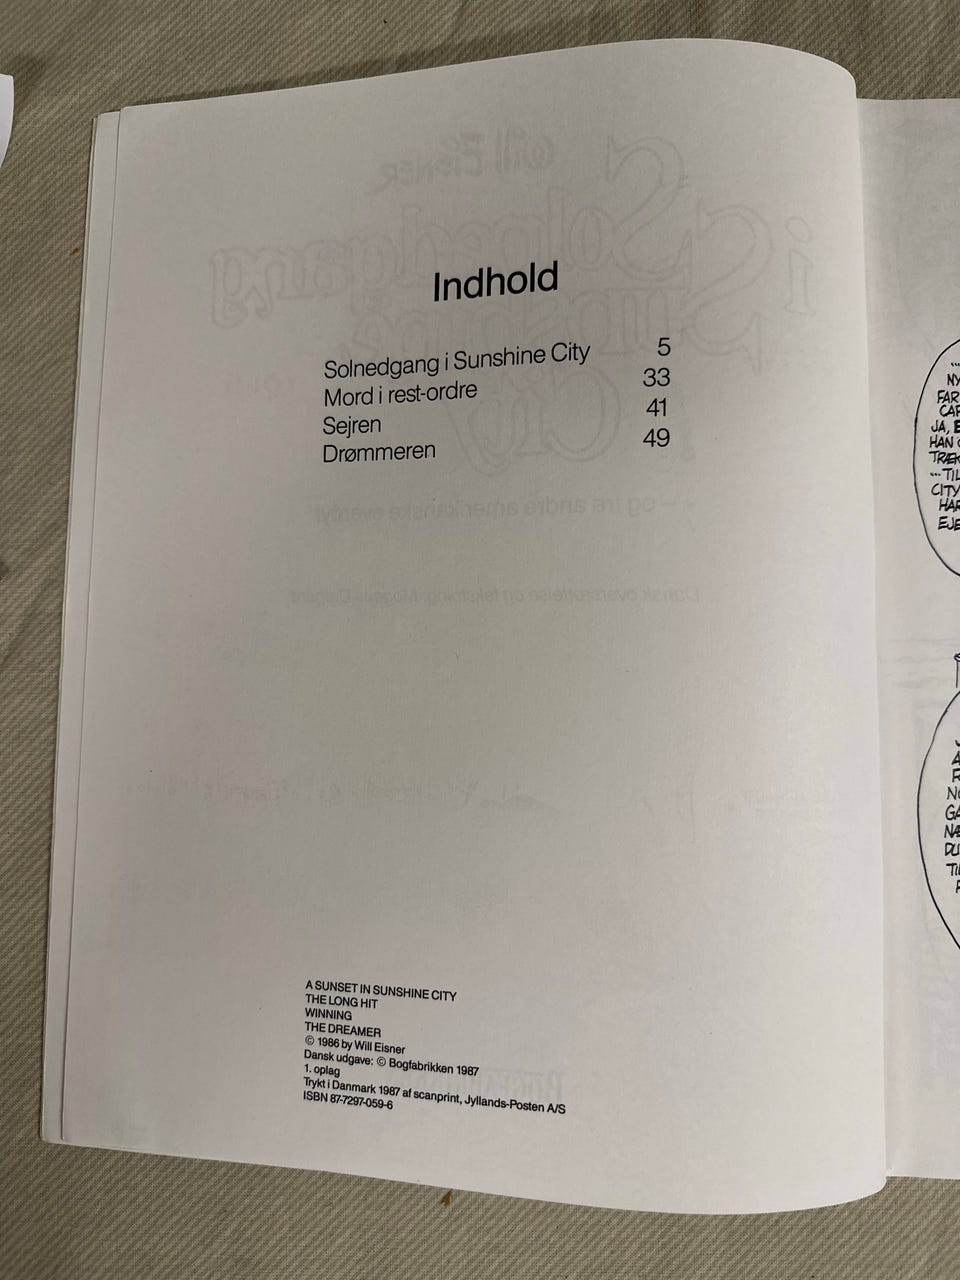 Indhold
Solnedgang i Sunshine City 5
Mord i rest-ordre 33
Sejren 41
Drømmeren 49
A SUNSET IN SUNSHINE CITY
THE LONG HIT
WINNING
THE DREAMER
© 1986 by Will Eisner
Dansk udgave: © Bogfabrikken 1987
1. oplag
Trykt i Danmark 1987 af scanprint, Jyllands-Posten A/S
ISBN 87-7297-059-6